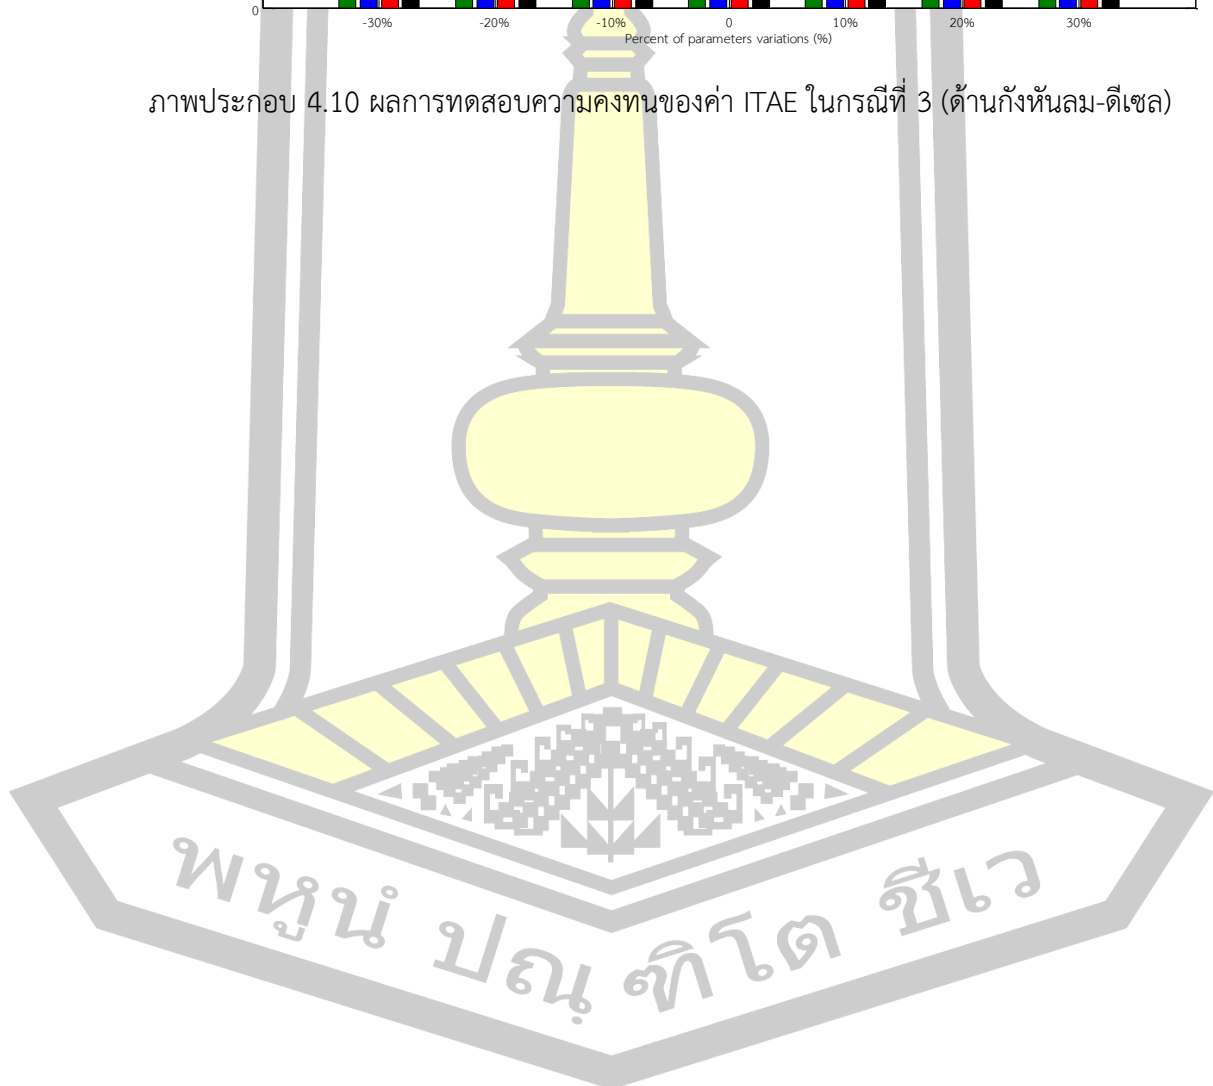 0
-30% -20% -10% 0 10% 20% 30%
Percent of parameters variations (%)
ภาพประกอบ 4.10 ผลการทดสอบความคงทนของค่า ITAE ในกรณีที่ 3 (ด้านกังหันลม-ดีเซล)
พหูนํ ปณฺ ฑิโต ชีเว